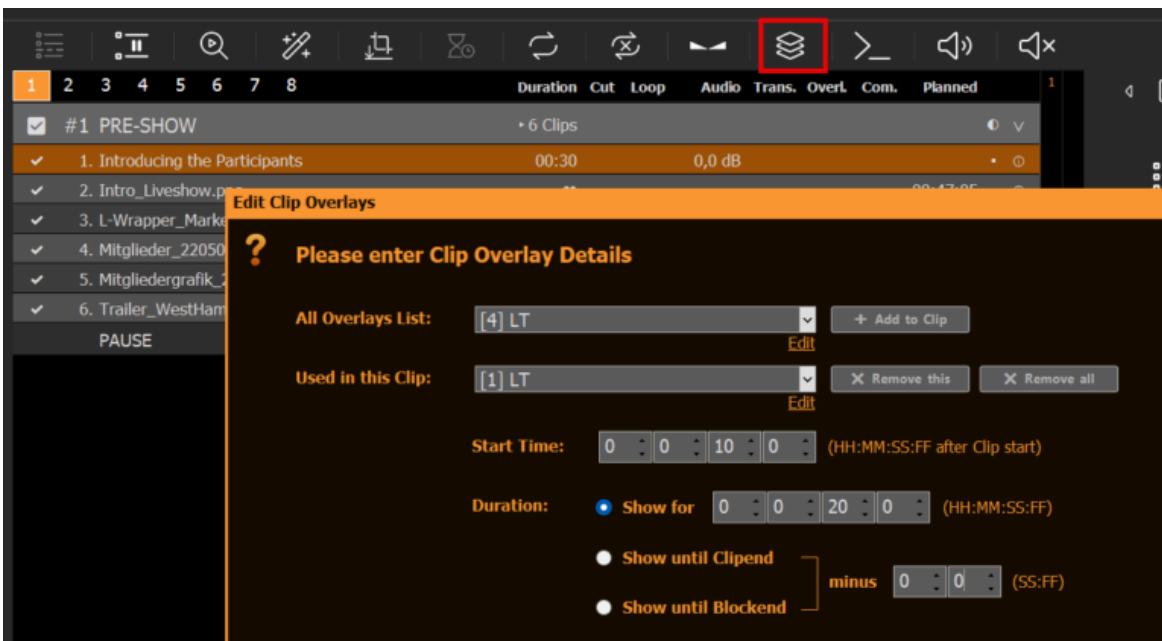 1 2 3 4 5 6 7 8 Duration Cut Loop Audio Trans. Overl. Com. Planned 1
#1 PRE-SHOW 6 Clips
1. Introducing the Participants 00:30 0,0 dB
2. Intro_Liveshow.p
3. L-Wrapper_Marke
4. Mitglieder_22050
5. Mitgliedergrafik_2
6. Trailer_WestHam
PAUSE
Edit Clip Overlays
? Please enter Clip Overlay Details
All Overlays List: [4] LT + Add to Clip
Edit
Used in this Clip: [1] LT X Remove this X Remove all
Edit
Start Time: 0 : 0 : 10 : 0 (HH:MM:SS:FF after Clip start)
Duration: Show for 0 : 0 : 20 : 0 (HH:MM:SS:FF)
Show until Clipend
minus 0 : 0 (SS:FF)
Show until Blockend